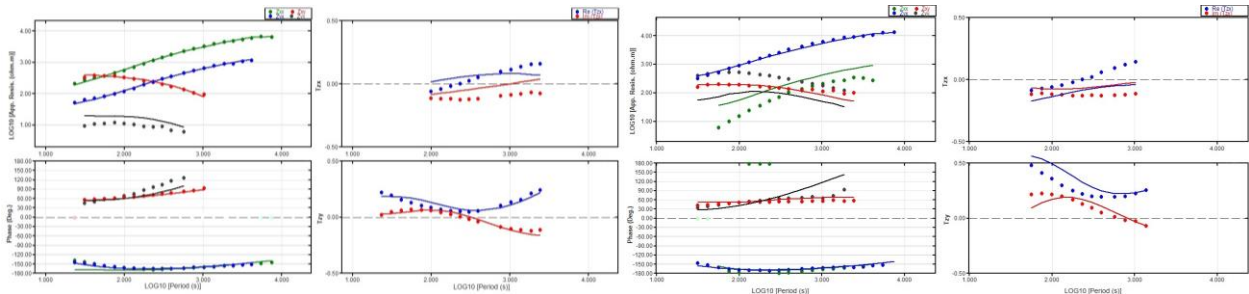 Zxx Zxy
Zyx Zyy
Re (Tzx)
Im (Tzx)
Zxx Zxy
Zyx Zyy
Re (Tzx)
Im (Tzx)
LOG10 [App. Resis. (ohm.m)]
4.00
3.00
2.00
1.00
1.000 2.000 3.000 4.000
Tzx
0.50
0.00
-0.50
1.000 2.000 3.000 4.000
LOG10 [App. Resis. (ohm.m)]
4.00
3.00
2.00
1.00
1.000 2.000 3.000 4.000
Tzx
0.50
0.00
-0.50
1.000 2.000 3.000 4.000
Phase (Deg.)
180.00
150.00
120.00
90.00
60.00
30.00
0.00
-30.00
-60.00
-90.00
-120.00
-150.00
-180.00
1.000 2.000 3.000 4.000
LOG10 [Period (s)]
Tzy
0.50
0.00
-0.50
1.000 2.000 3.000 4.000
LOG10 [Period (s)]
Phase (Deg.)
180.00
150.00
120.00
90.00
60.00
30.00
0.00
-30.00
-60.00
-90.00
-120.00
-150.00
-180.00
1.000 2.000 3.000 4.000
LOG10 [Period (s)]
Tzy
0.50
0.00
-0.50
1.000 2.000 3.000 4.000
LOG10 [Period (s)]